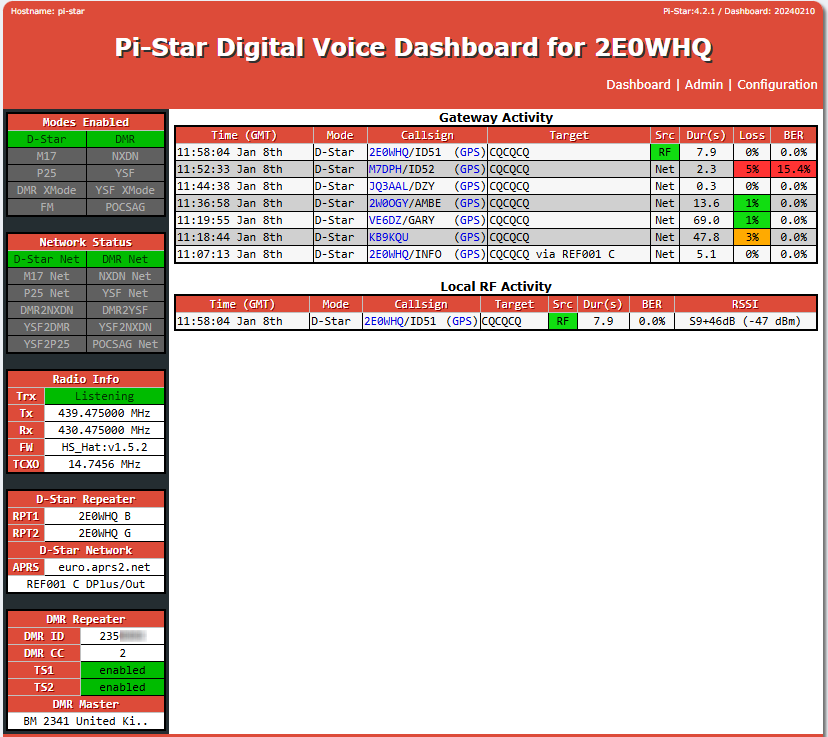 Hostname: pi-star Pi-Star:4.2.1 / Dashboard: 20240210
Pi-Star Digital Voice Dashboard for 2E0WHQ
Dashboard | Admin | Configuration
Modes Enabled
D-Star DMR
M17 NXDN
P25 YSF
DMR XMode YSF XMode
FM POCSAG
Network Status
D-Star Net DMR Net
M17 Net NXDN Net
P25 Net YSF Net
DMR2NXDN DMR2YSF
YSF2DMR YSF2NXDN
YSF2P25 POCSAG Net
Radio Info
Trx Listening
Tx 439.475000 MHz
Rx 430.475000 MHz
FW HS_Hat:v1.5.2
TCXO 14.7456 MHz
D-Star Repeater
RPT1 2E0WHQ B
RPT2 2E0WHQ G
D-Star Network
APRS euro.aprs2.net
REF001 C DPlus/Out
DMR Repeater
DMR ID 235
DMR CC 2
TS1 enabled
TS2 enabled
DMR Master
BM 2341 United Ki..
Gateway Activity
Time (GMT) Mode Callsign Target Src Dur(s) Loss BER
11:58:04 Jan 8th D-Star 2E0WHQ/ID51 (GPS) CQCQCQ RF 7.9 0% 0.0%
11:52:33 Jan 8th D-Star M7DPH/ID52 (GPS) CQCQCQ Net 2.3 5% 15.4%
11:44:38 Jan 8th D-Star JQ3AAL/DZY (GPS) CQCQCQ Net 0.3 0% 0.0%
11:36:58 Jan 8th D-Star 2W0OGY/AMBE (GPS) CQCQCQ Net 13.6 1% 0.0%
11:19:55 Jan 8th D-Star VE6DZ/GARY (GPS) CQCQCQ Net 69.0 1% 0.0%
11:18:44 Jan 8th D-Star KB9KQU (GPS) CQCQCQ Net 47.8 3% 0.0%
11:07:13 Jan 8th D-Star 2E0WHQ/INFO (GPS) CQCQCQ via REF001 C Net 5.1 0% 0.0%
Local RF Activity
Time (GMT) Mode Callsign Target Src Dur(s) BER RSSI
11:58:04 Jan 8th D-Star 2E0WHQ/ID51 (GPS) CQCQCQ RF 7.9 0.0% S9+46dB (-47 dBm)